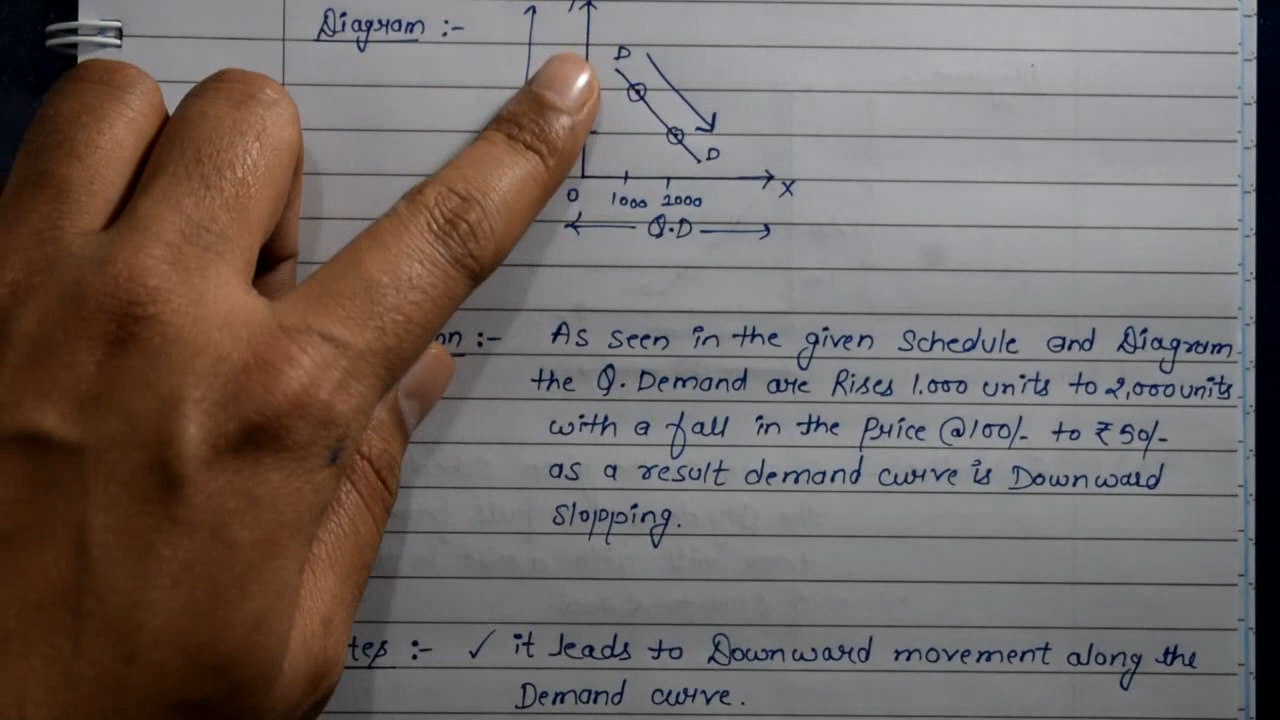 Diagram :-
D
D
X
0 1000 2000
Q.D
on :- As seen in the given Schedule and Diagram
the Q. Demand are Rises 1.000 units to 2,000 units
with a fall in the price @100/- to ₹50/-
as a result demand curve is Downward
Slopping.
tes :- ✓ it leads to Downward movement along the
Demand curve.